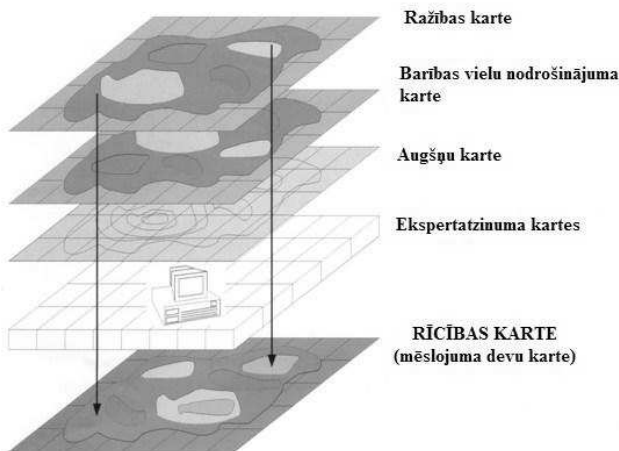 Ražības karte
Barības vielu nodrošinājuma
karte
Augšņu karte
Ekspertatzinuma kartes
RĪCĪBAS KARTE
(mēslojuma devu karte)